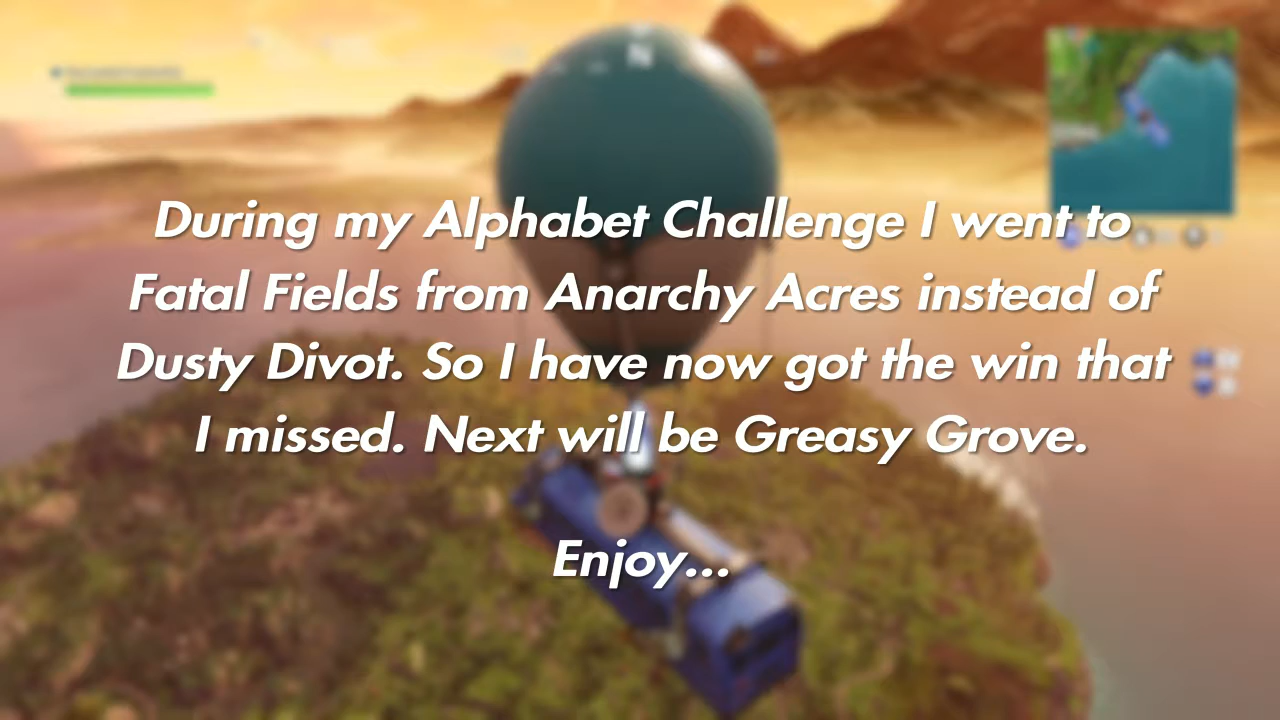 N
During my Alphabet Challenge I went to
Fatal Fields from Anarchy Acres instead of
Dusty Divot. So I have now got the win that
I missed. Next will be Greasy Grove.
Enjoy...